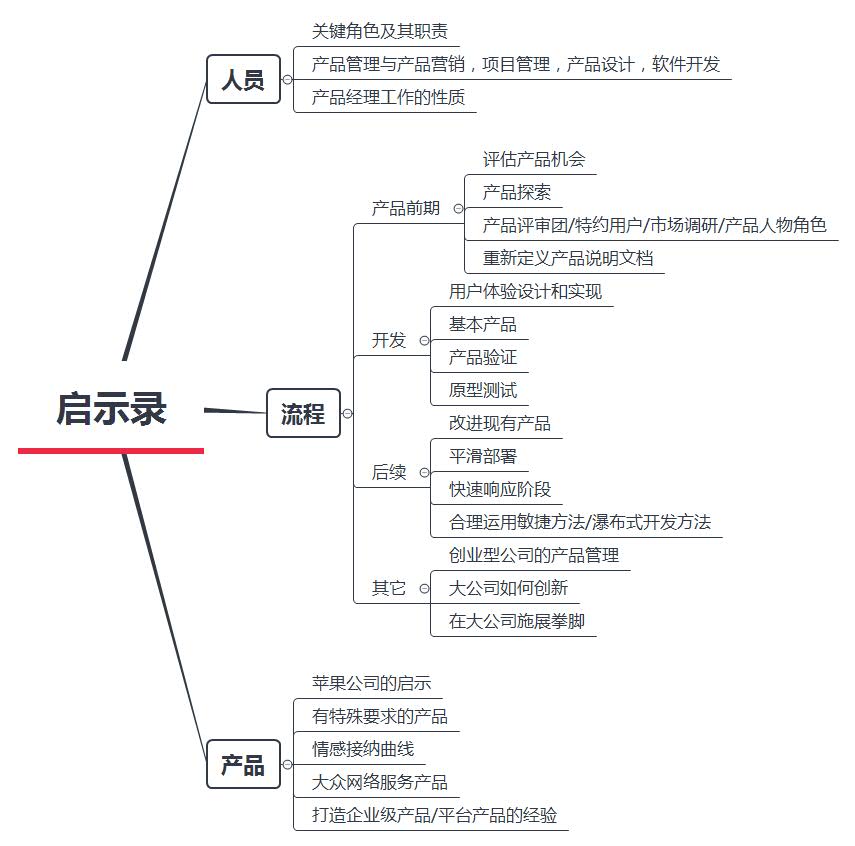 启示录
人员
关键角色及其职责
产品管理与产品营销，项目管理，产品设计，软件开发
产品经理工作的性质
流程
产品前期
评估产品机会
产品探索
产品评审团/特约用户/市场调研/产品人物角色
重新定义产品说明文档
开发
用户体验设计和实现
基本产品
产品验证
原型测试
后续
改进现有产品
平滑部署
快速响应阶段
合理运用敏捷方法/瀑布式开发方法
其它
创业型公司的产品管理
大公司如何创新
在大公司施展拳脚
产品
苹果公司的启示
有特殊要求的产品
情感接纳曲线
大众网络服务产品
打造企业级产品/平台产品的经验